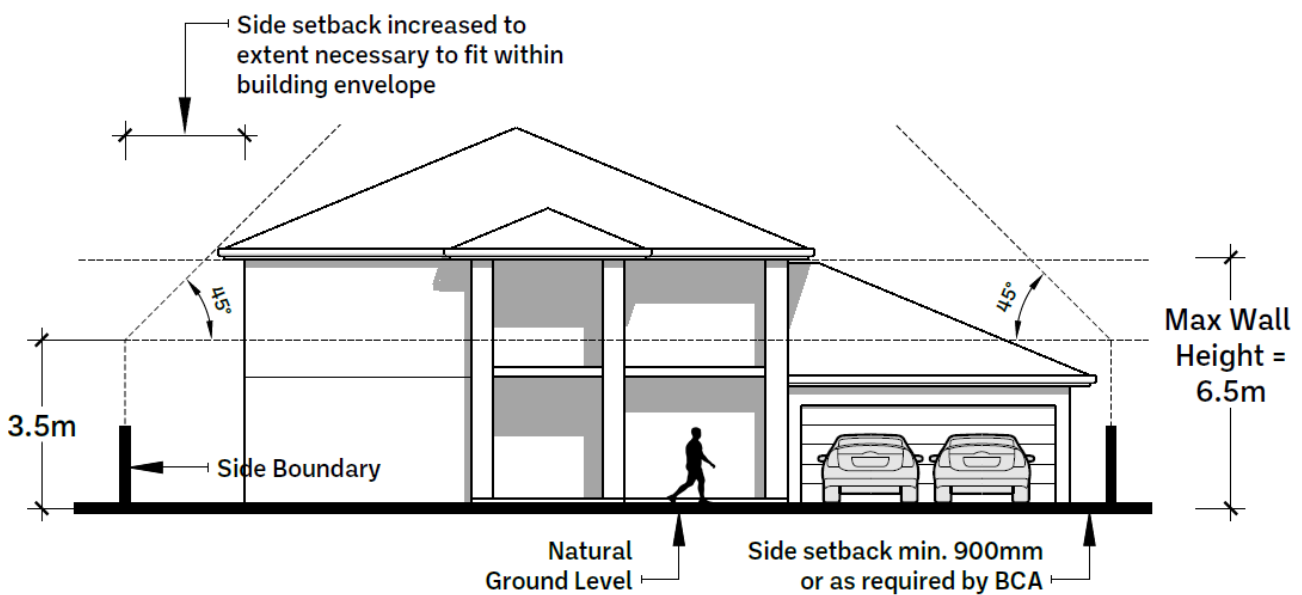 Side setback increased to
extent necessary to fit within
building envelope
45°
45°
Max Wall
Height =
6.5m
3.5m
Side Boundary
Natural
Ground Level
Side setback min. 900mm
or as required by BCA